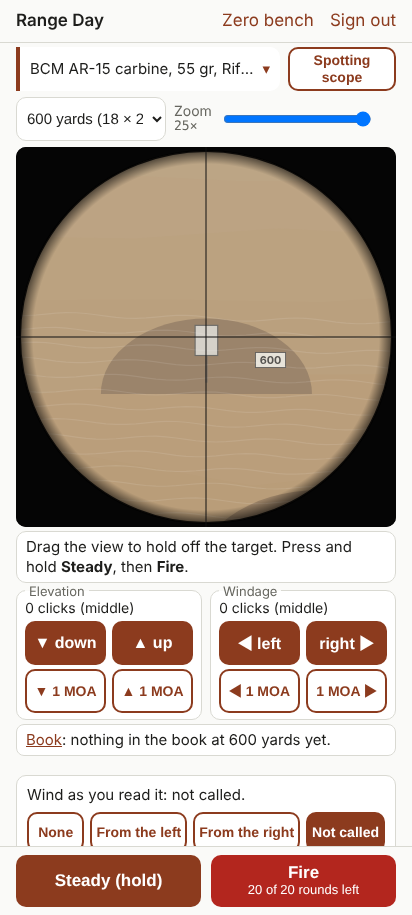 Range Day
Zero bench
Sign out
BCM AR-15 carbine, 55 gr, Rif... ▼
Spotting
scope
600 yards (18 × 2
Zoom
25×
600
Drag the view to hold off the target. Press and
hold Steady, then Fire.
Elevation
0 clicks (middle)
▼ down
▲ up
▼ 1 MOA
▲ 1 MOA
Windage
0 clicks (middle)
◀ left
right ▶
◀ 1 MOA
1 MOA ▶
Book: nothing in the book at 600 yards yet.
Wind as you read it: not called.
None
From the left
From the right
Not called
Steady (hold)
Fire
20 of 20 rounds left